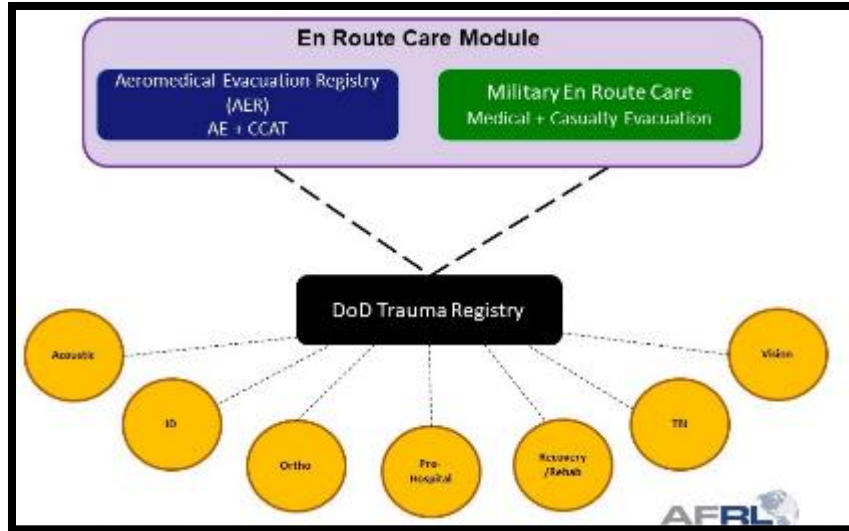 En Route Care Module
Aeromedical Evacuation Registry
(AER)
AE + CCAT
Military En Route Care
Medical + Casualty Evacuation
DoD Trauma Registry
Acoustic
Vision
ID
TBI
Ortho
Pre-
Hospital
Recovery
/Rehab
AFRL